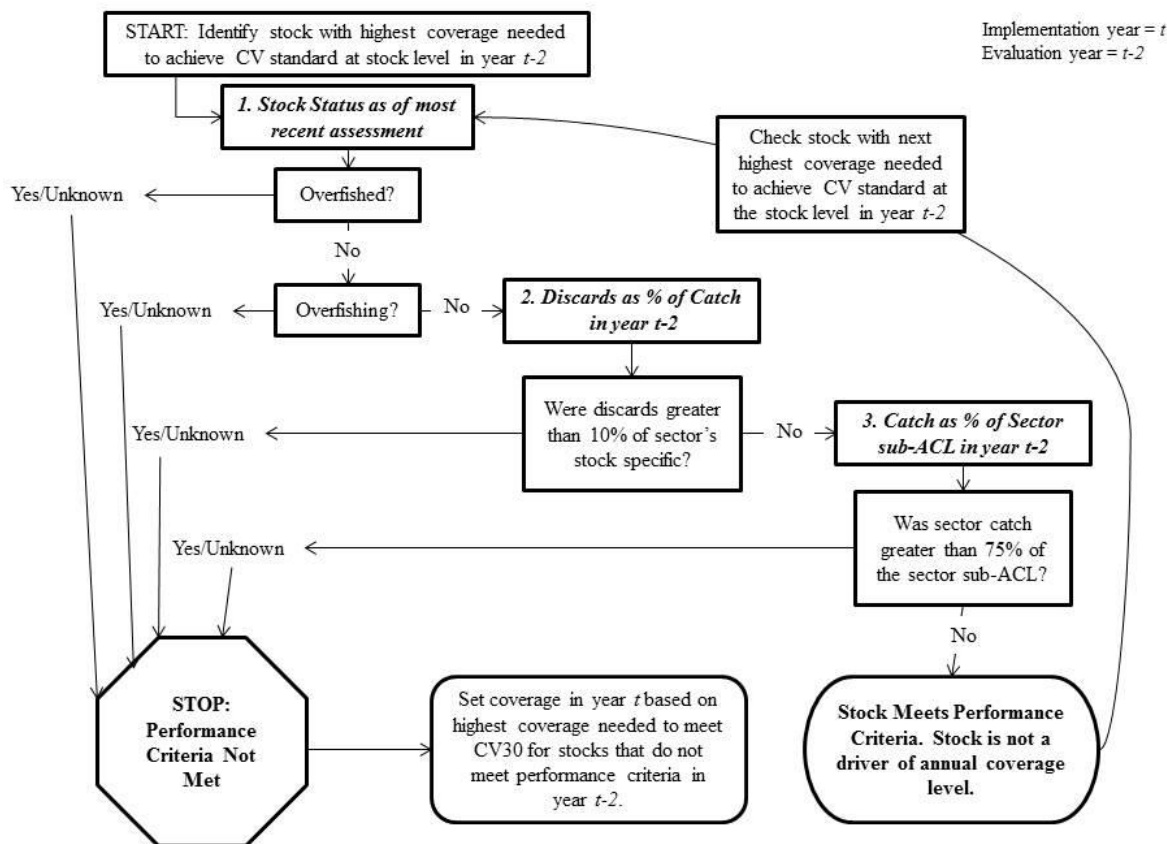 START: Identify stock with highest coverage needed
to achieve CV standard at stock level in year t-2
Implementation year = t
Evaluation year = t-2
1. Stock Status as of most
recent assessment
Check stock with next
highest coverage needed
to achieve CV standard at
the stock level in year t-2
Yes/Unknown
Overfished?
No
Yes/Unknown
Overfishing?
No
2. Discards as % of Catch
in year t-2
Yes/Unknown
Were discards greater
than 10% of sector's
stock specific?
No
3. Catch as % of Sector
sub-ACL in year t-2
Yes/Unknown
Was sector catch
greater than 75% of
the sector sub-ACL?
No
STOP:
Performance
Criteria Not
Met
Set coverage in year t based on
highest coverage needed to meet
CV30 for stocks that do not
meet performance criteria in
year t-2.
Stock Meets Performance
Criteria. Stock is not a
driver of annual coverage
level.